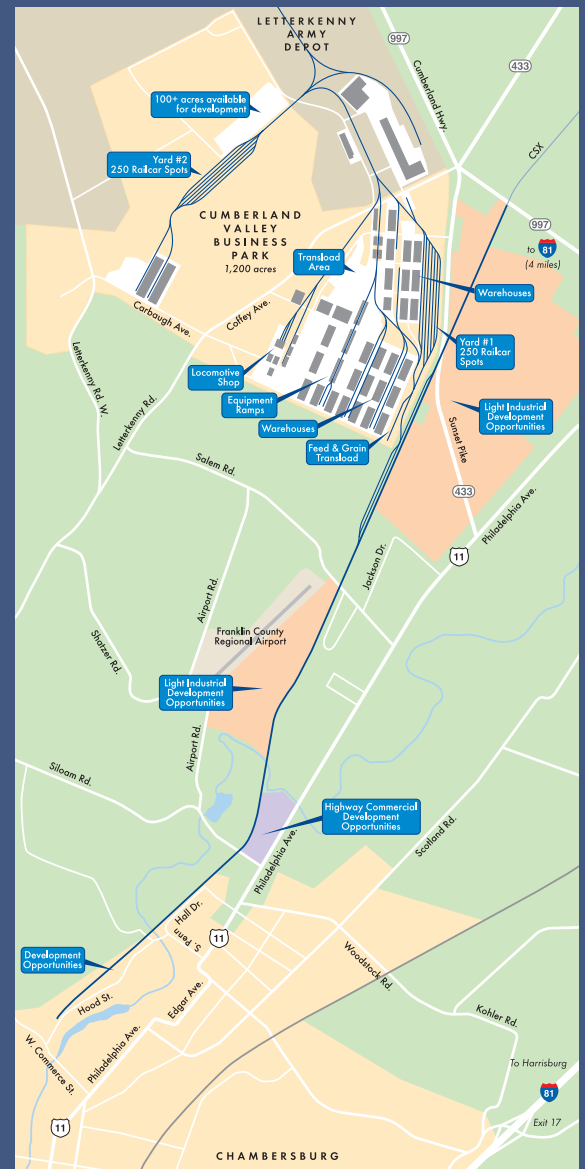 LETTERKENNY
ARMY
DEPOT
997
Cumberland Hwy.
433
100+ acres available
for development
CSX
Yard #2
250 Railcar Spots
CUMBERLAND
VALLEY
BUSINESS
PARK
1,200 acres
997
to 81
(4 miles)
Transload
Area
Warehouses
Carbaugh Ave.
Coffey Ave.
Yard #1
250 Railcar
Spots
Letterkenny Rd. W.
Locomotive
Shop
Equipment
Ramps
Letterkenny Rd.
Warehouses
Feed & Grain
Transload
Sunset Pike
Light Industrial
Development
Opportunities
Salem Rd.
433
Philadelphia Ave.
11
Jackson Dr.
Airport Rd.
Franklin County
Regional Airport
Shatzer Rd.
Light Industrial
Development
Opportunities
Airport Rd.
Siloam Rd.
Highway Commercial
Development
Opportunities
Scotland Rd.
Philadelphia Ave.
Hall Dr.
S. Penn
11
Development
Opportunities
Woodstock Rd.
Hood St.
Edgar Ave.
Kohler Rd.
W. Commerce St.
Philadelphia Ave.
To Harrisburg
81
Exit 17
11
CHAMBERSBURG